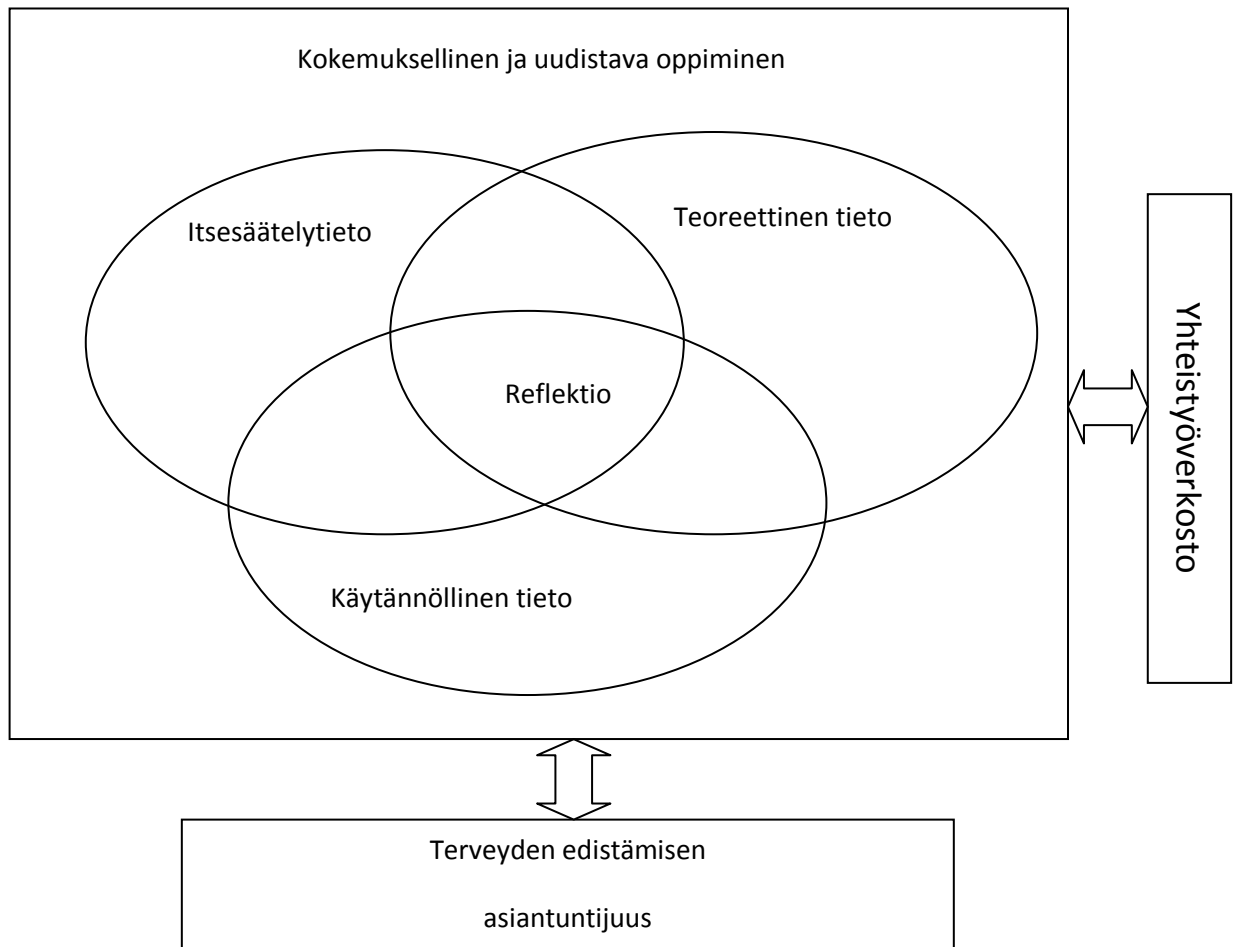 Kokemuksellinen ja uudistava oppiminen
Itsesäätelytieto
Teoreettinen tieto
Reflektio
Käytännöllinen tieto
Yhteistyöverkosto
Terveyden edistämisen
asiantuntijuus